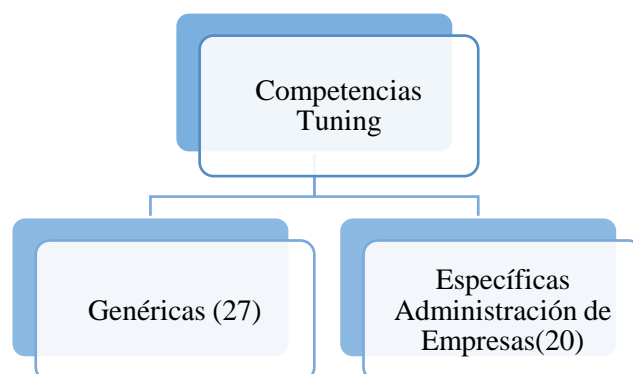 Competencias
Tuning
Genéricas (27)
Específicas
Administración de
Empresas(20)